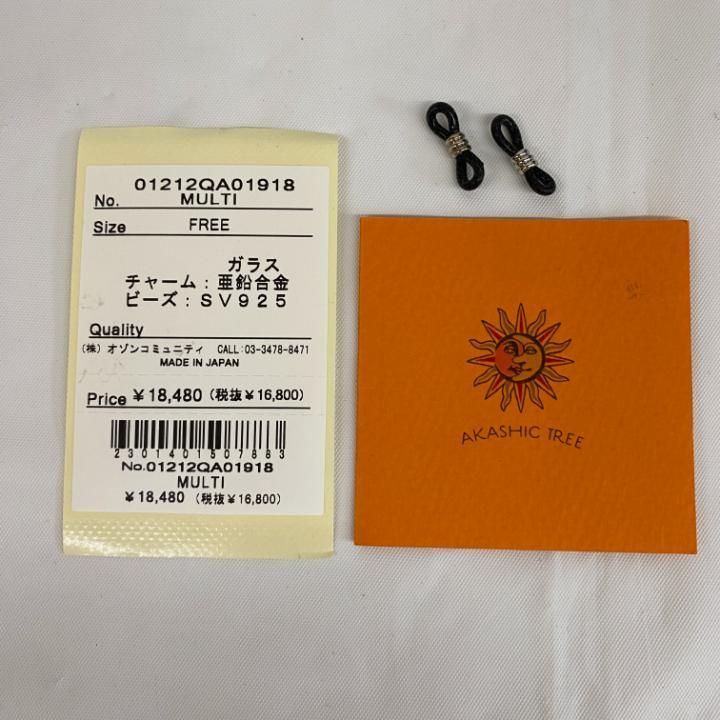 01212QA01918
No. MULTI
Size FREE
ガラス
チャーム：亜鉛合金
ビーズ：SV925
Quality
(株) オゾンコミュニティ CALL:03-3478-8471
MADE IN JAPAN
Price ¥18,480 (税抜¥16,800)
2301401507883
No.01212QA01918
MULTI
¥18,480 (税抜¥16,800)
AKASHIC TREE